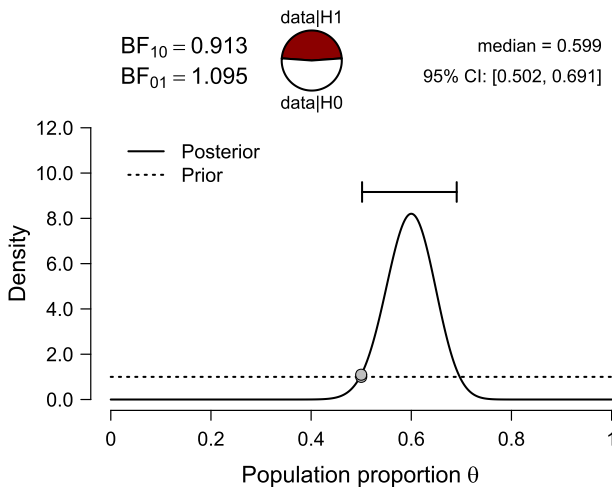 data|H1
BF10 = 0.913
BF01 = 1.095
median = 0.599
95% CI: [0.502, 0.691]
data|H0
Posterior
Prior
12.0
10.0
8.0
6.0
4.0
2.0
0.0
Density
0 0.2 0.4 0.6 0.8 1
Population proportion θ